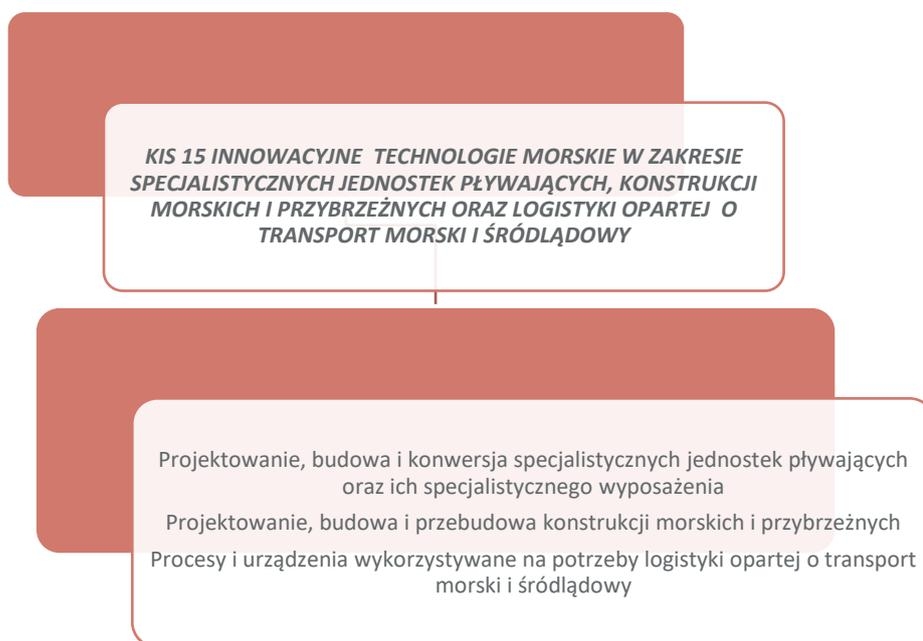 KIS 15 INNOWACYJNE TECHNOLOGIE MORSKIE W ZAKRESIE
SPECJALISTYCZNYCH JEDNOSTEK PŁYWAJĄCYCH, KONSTRUKCJI
MORSKICH I PRZYBRZEŻNYCH ORAZ LOGISTYKI OPARTEJ O
TRANSPORT MORSKI I ŚRÓDLĄDOWY
Projektowanie, budowa i konwersja specjalistycznych jednostek pływających
oraz ich specjalistycznego wyposażenia
Projektowanie, budowa i przebudowa konstrukcji morskich i przybrzeżnych
Procesy i urządzenia wykorzystywane na potrzeby logistyki opartej o transport
morski i śródlądowy